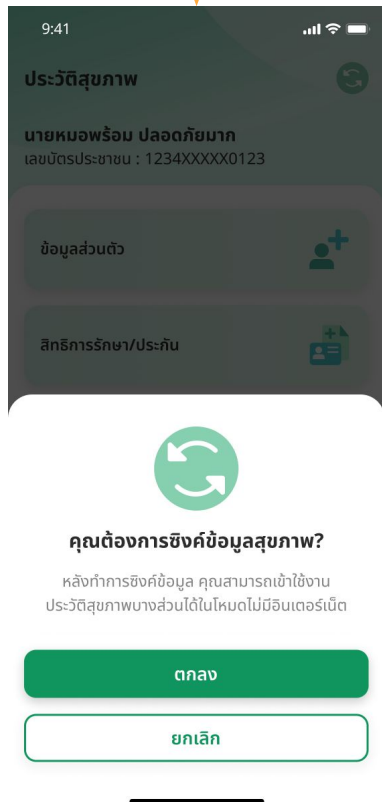 9:41
ประวัติสุขภาพ
นายหมอพร้อม ปลอดภัยมาก
เลขบัตรประชาชน : 1234XXXXX0123
ข้อมูลส่วนตัว
สิทธิการรักษา/ประกัน
คุณต้องการซิงค์ข้อมูลสุขภาพ?
หลังทำการซิงค์ข้อมูล คุณสามารถเข้าใช้งาน
ประวัติสุขภาพบางส่วนได้ในโหมดไม่มีอินเตอร์เน็ต
ตกลง
ยกเลิก